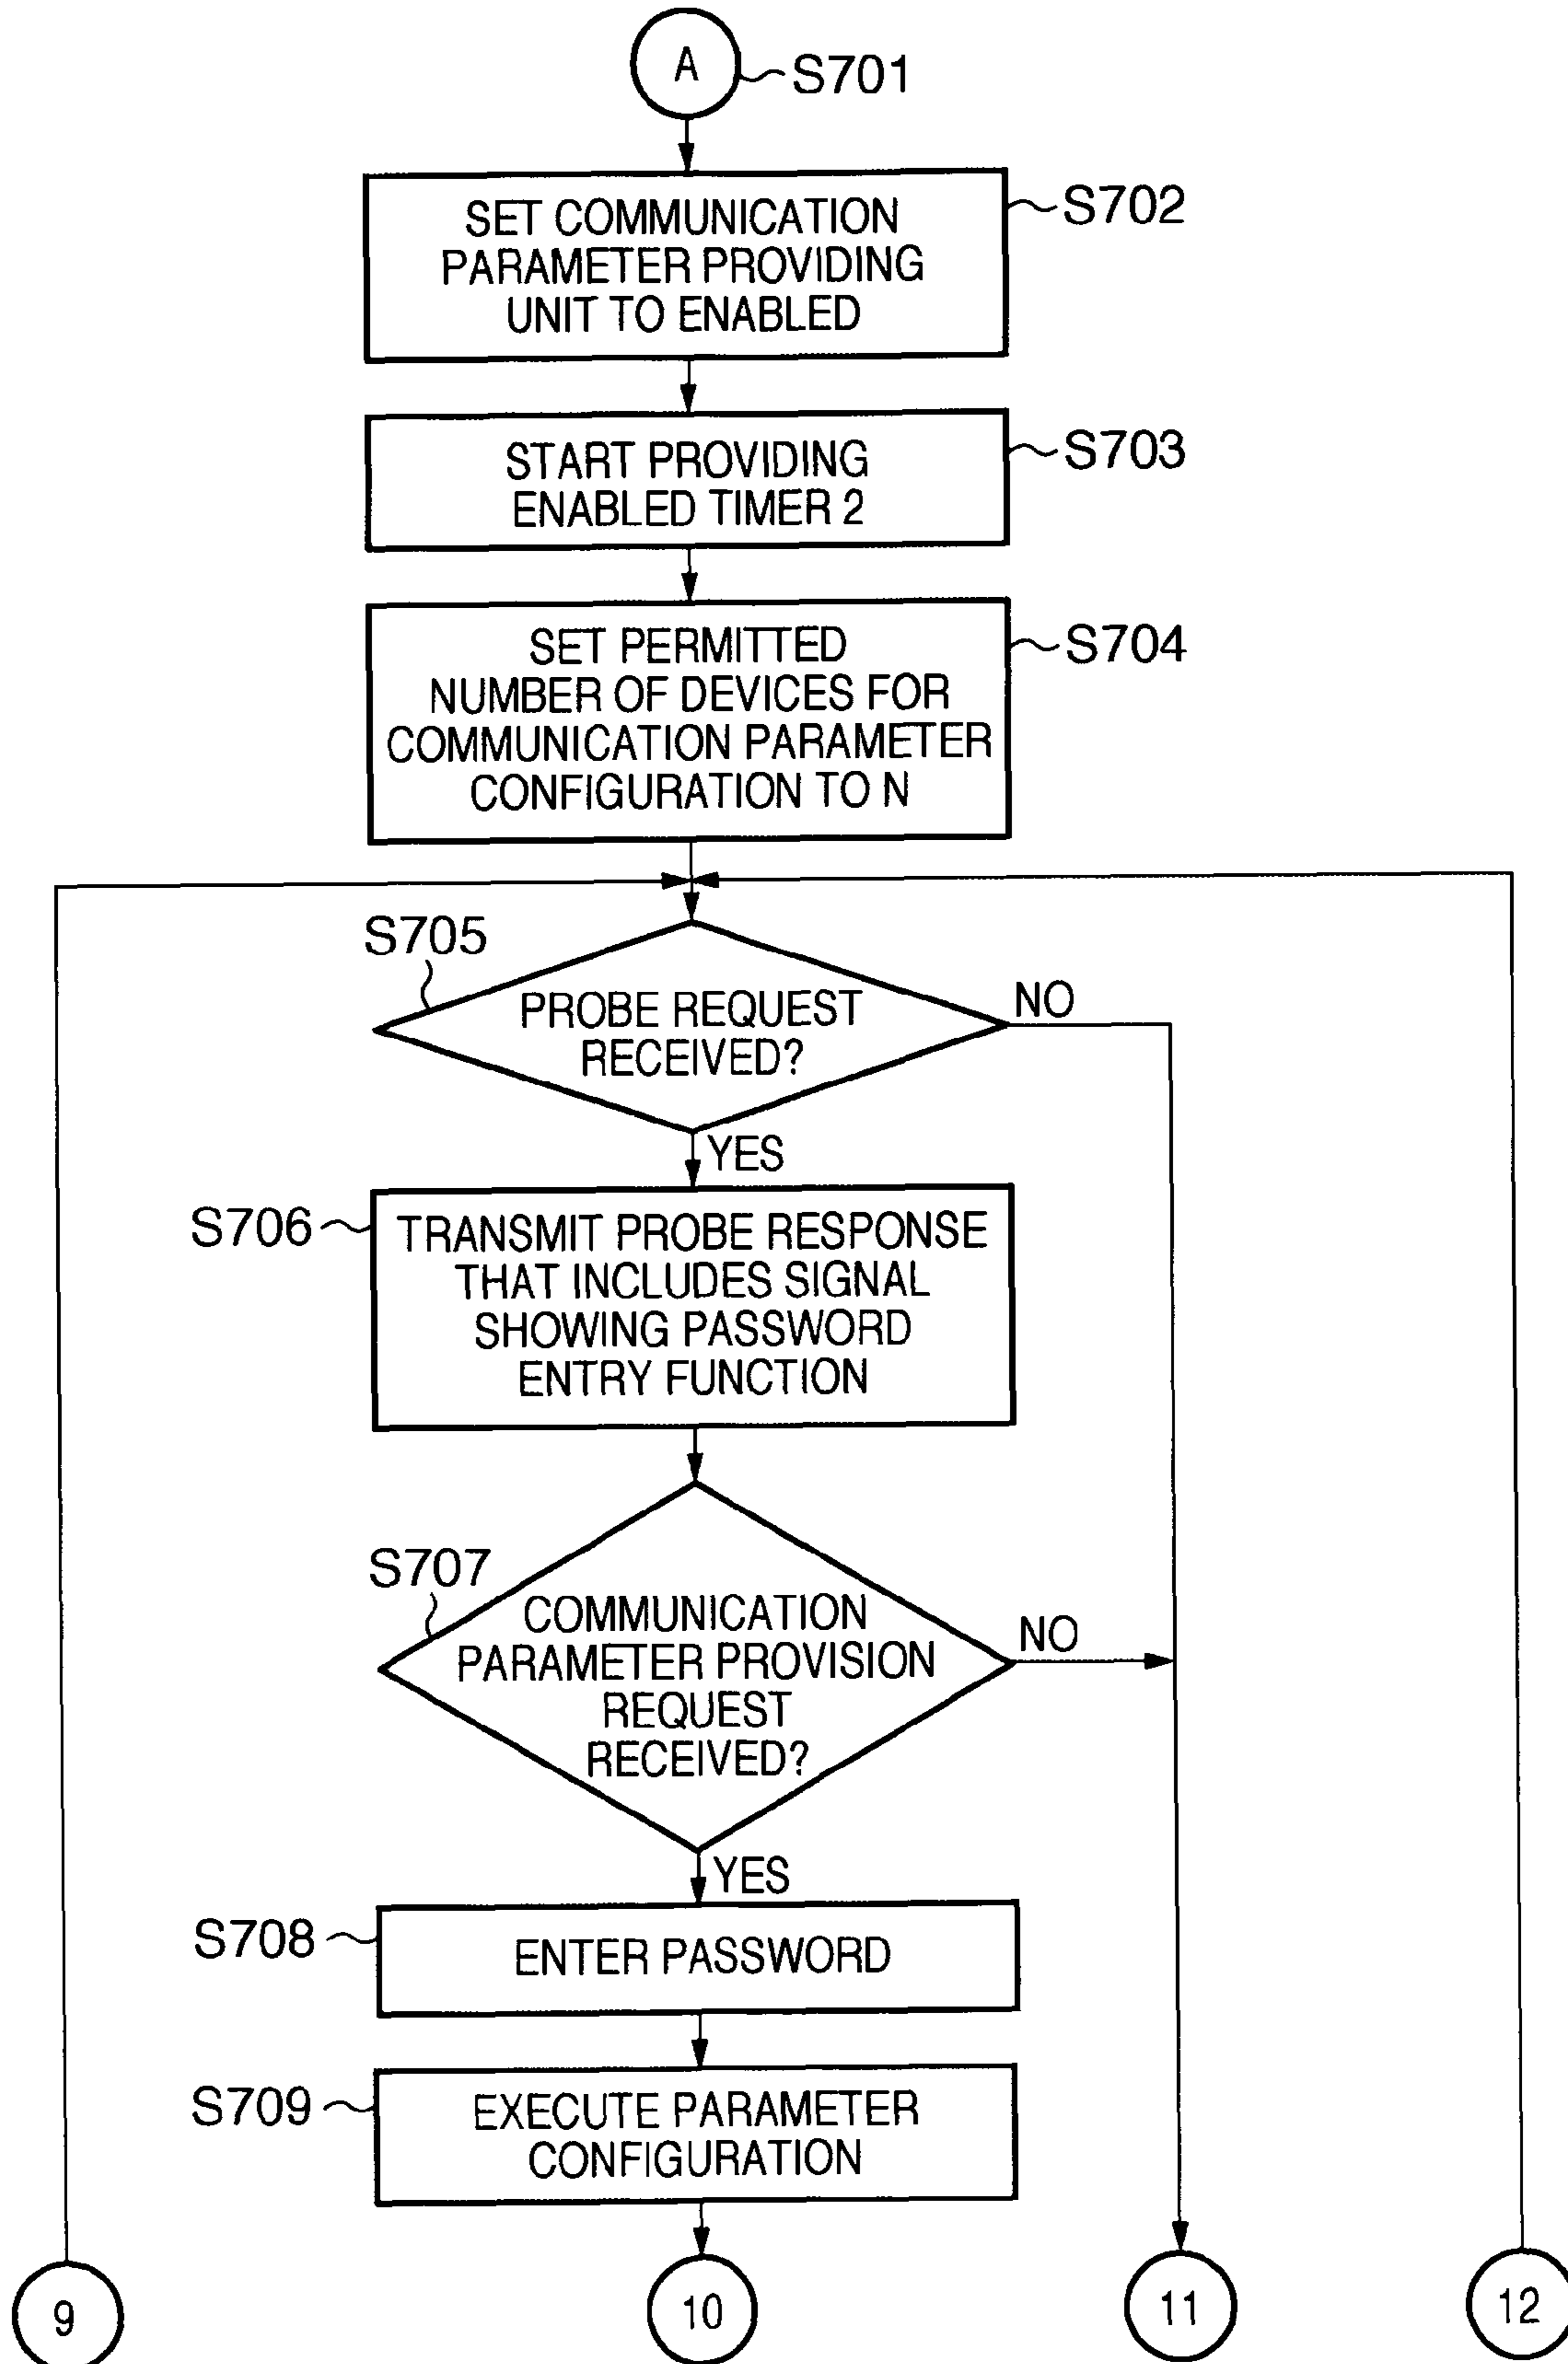 A
S701
SET COMMUNICATION
PARAMETER PROVIDING
UNIT TO ENABLED
S702
START PROVIDING
ENABLED TIMER 2
S703
SET PERMITTED
NUMBER OF DEVICES FOR
COMMUNICATION PARAMETER
CONFIGURATION TO N
S704
S705
PROBE REQUEST
RECEIVED?
NO
YES
S706
TRANSMIT PROBE RESPONSE
THAT INCLUDES SIGNAL
SHOWING PASSWORD
ENTRY FUNCTION
S707
COMMUNICATION
PARAMETER PROVISION
REQUEST
RECEIVED?
NO
YES
S708
ENTER PASSWORD
S709
EXECUTE PARAMETER
CONFIGURATION
9
10
11
12